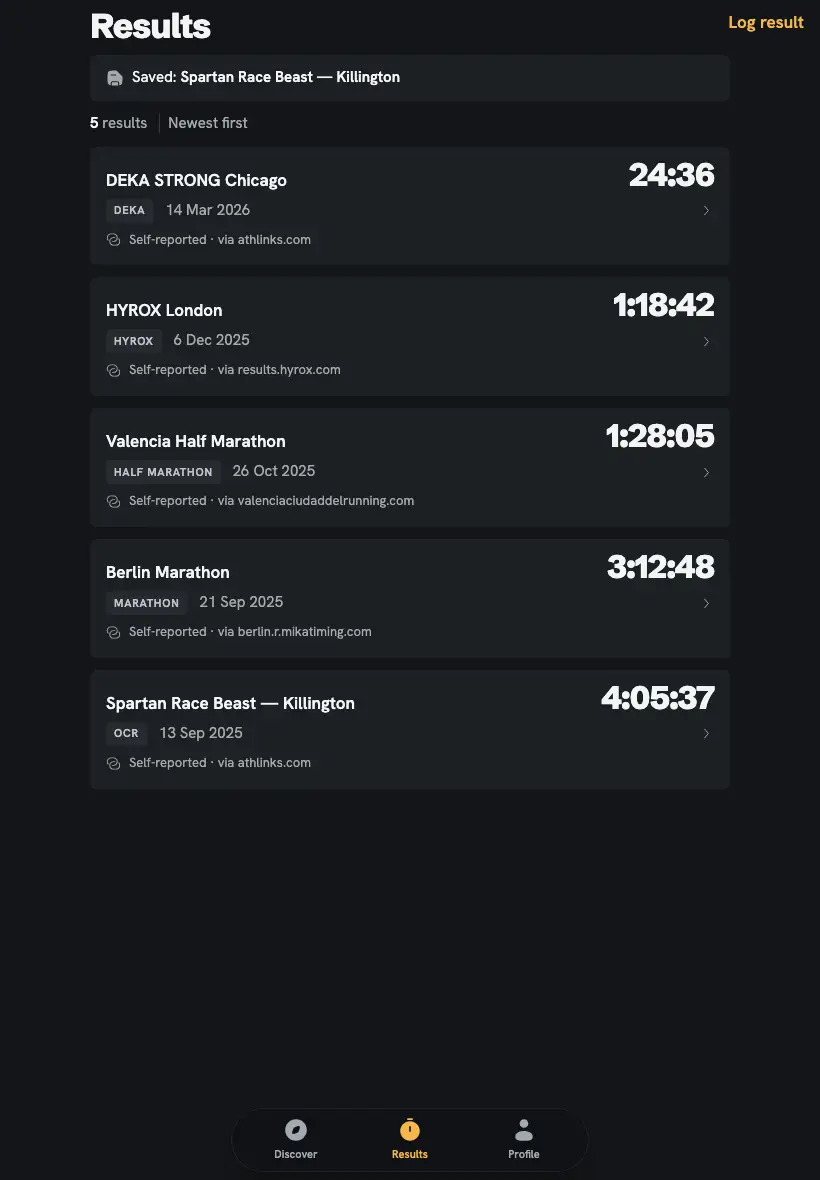 Results
Log result
Saved: Spartan Race Beast — Killington
5 results
Newest first
DEKA STRONG Chicago
24:36
DEKA
14 Mar 2026
Self-reported · via athlinks.com
HYROX London
1:18:42
HYROX
6 Dec 2025
Self-reported · via results.hyrox.com
Valencia Half Marathon
1:28:05
HALF MARATHON
26 Oct 2025
Self-reported · via valenciaciudaddelrunning.com
Berlin Marathon
3:12:48
MARATHON
21 Sep 2025
Self-reported · via berlin.r.mikatiming.com
Spartan Race Beast — Killington
4:05:37
OCR
13 Sep 2025
Self-reported · via athlinks.com
Discover
Results
Profile